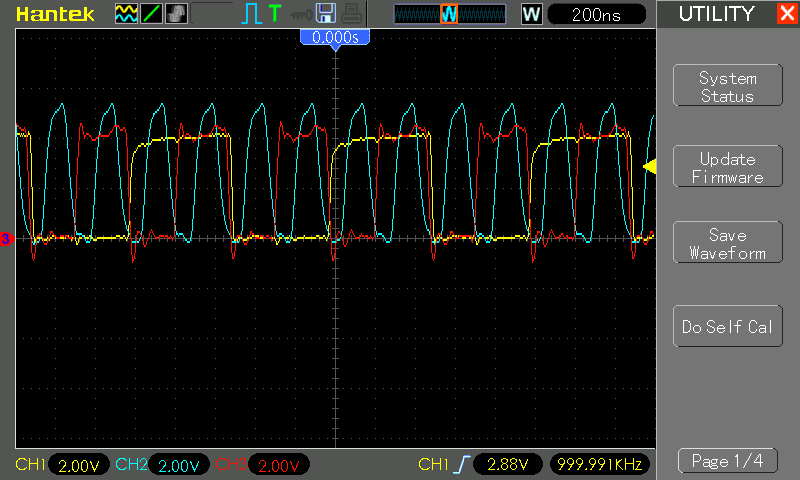 Hantek
T
W
200ns
UTILITY
X
0.000s
System
Status
Update
Firmware
3
Save
Waveform
Do Self Cal
CH1 2.00V CH2 2.00V CH3 2.00V CH1 2.88V 999.991KHz
Page 1/4